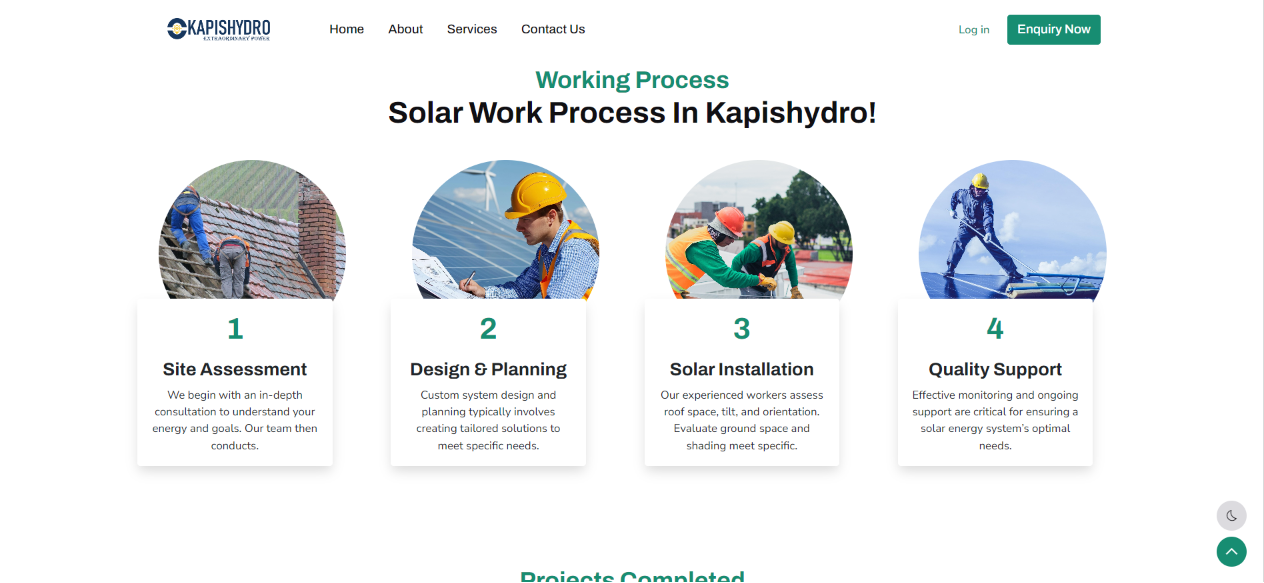 KAPISHYDRO
EXTRAORDINARY POWER
Home About Services Contact Us Log in Enquiry Now
Working Process
Solar Work Process In Kapishydro!
1
Site Assessment
We begin with an in-depth
consultation to understand your
energy and goals. Our team then
conducts.
2
Design & Planning
Custom system design and
planning typically involves
creating tailored solutions to
meet specific needs.
3
Solar Installation
Our experienced workers assess
roof space, tilt, and orientation.
Evaluate ground space and
shading meet specific.
4
Quality Support
Effective monitoring and ongoing
support are critical for ensuring a
solar energy system's optimal
needs.
Projects Completed